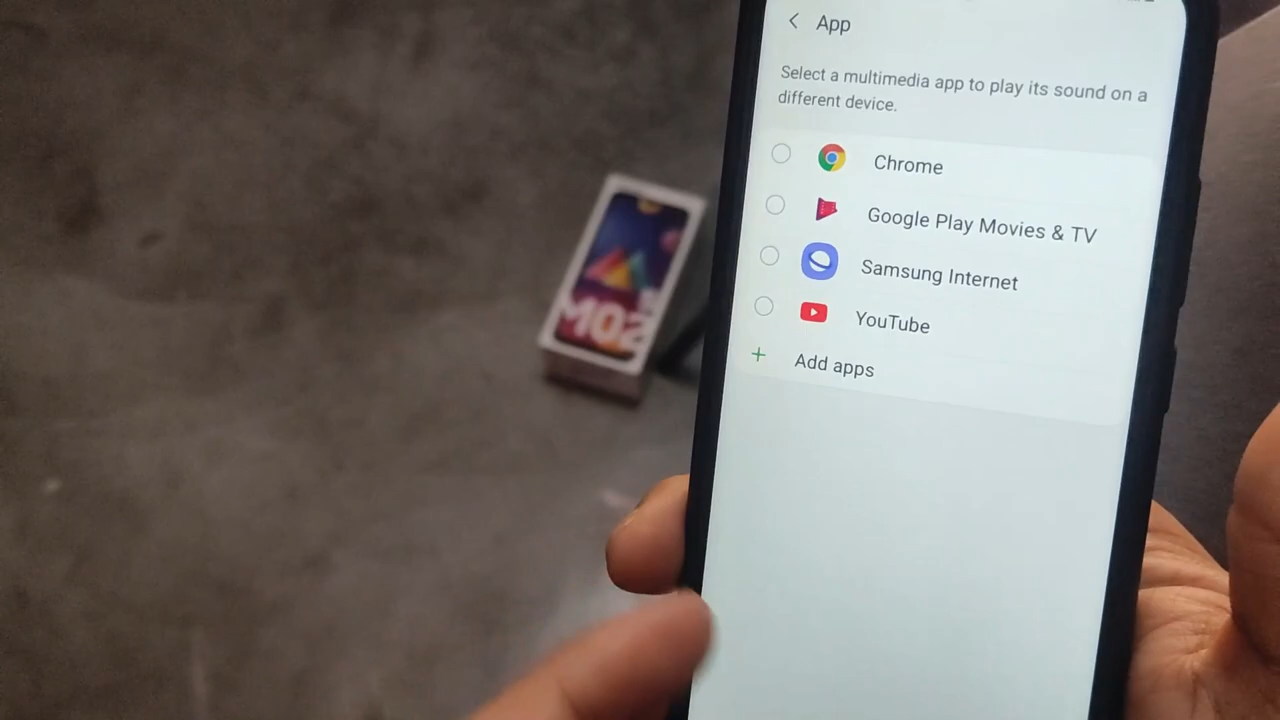 App
Select a multimedia app to play its sound on a
different device.
Chrome
Google Play Movies & TV
Samsung Internet
YouTube
+ Add apps
M02